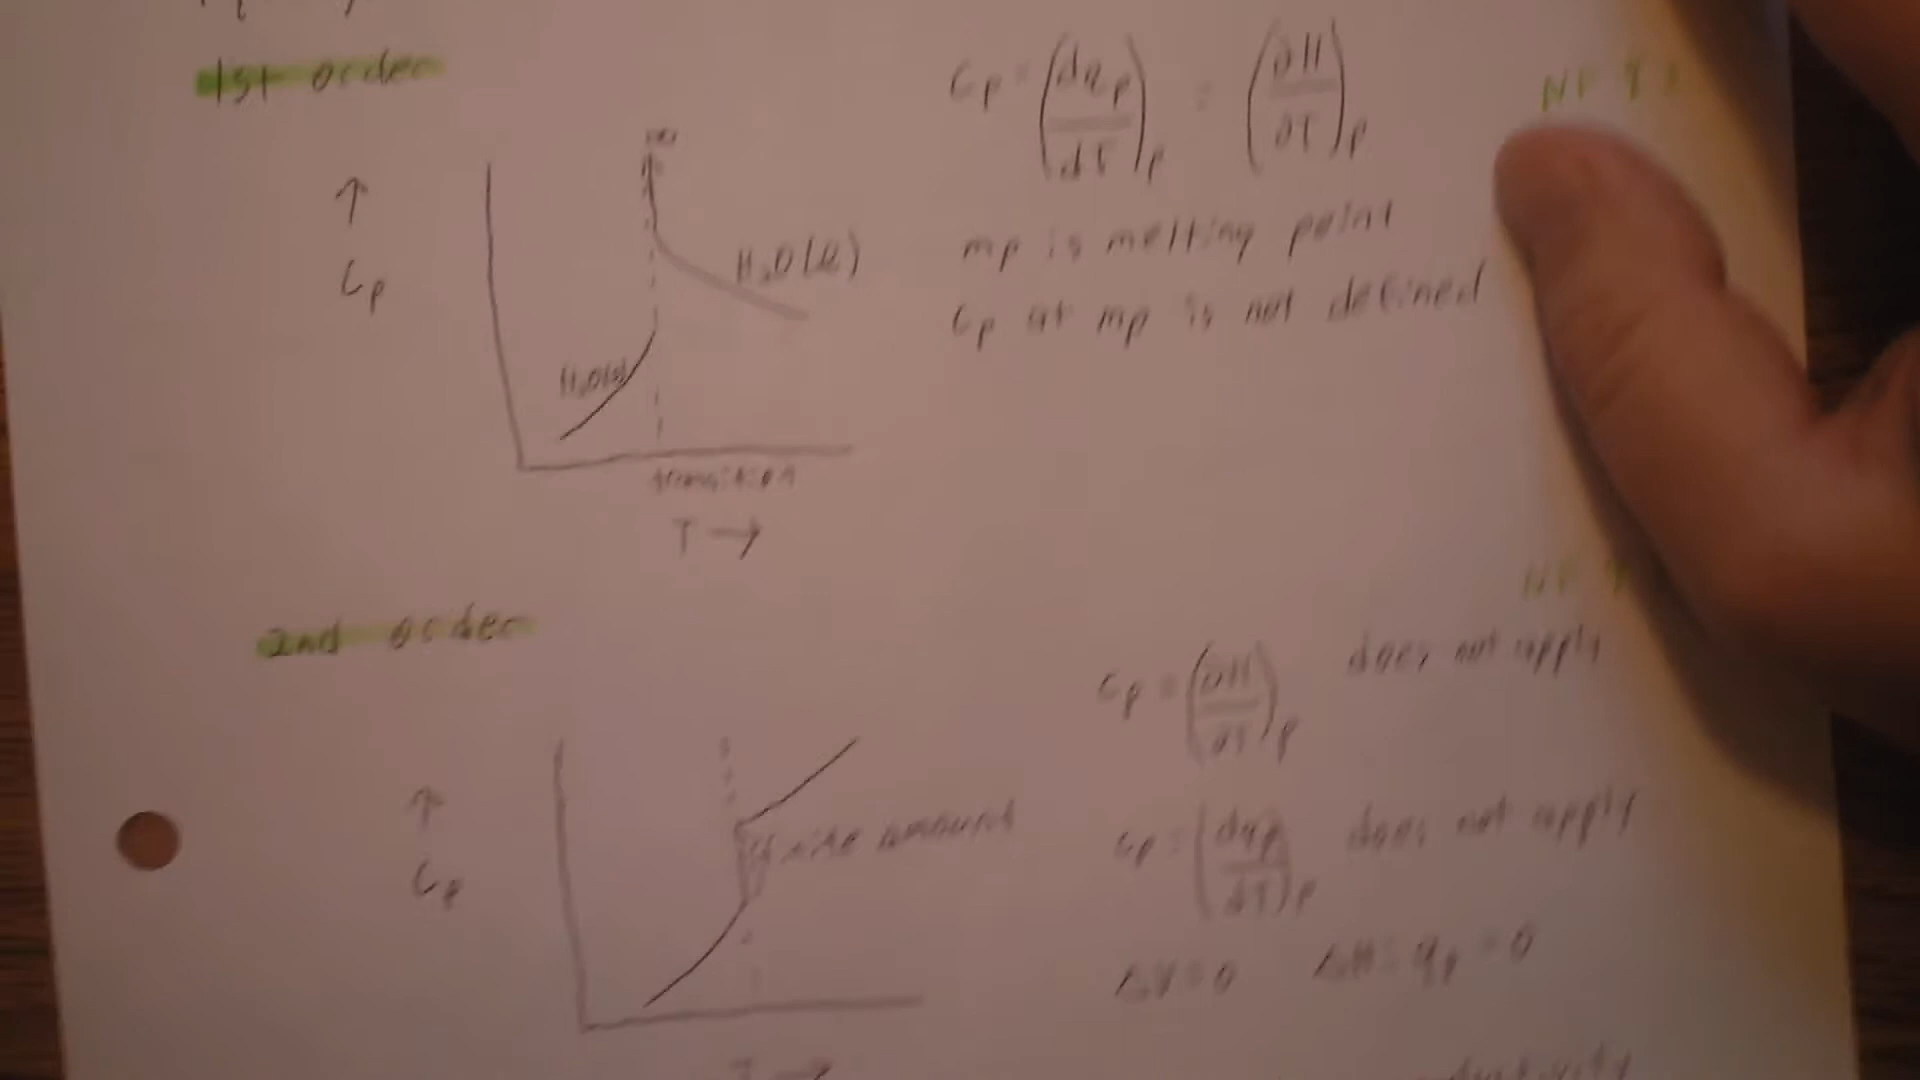 1st order
Cp = (dqp/dT)p = (∂H/∂T)p
∞
↑
Cp
H2O(l)
mp is melting point
Cp at mp is not defined
H2O(s)
transition
T →
2nd order
Cp = (∂H/∂T)p does not apply
↑
Cp
finite amount
Cp = (dqp/dT)p does not apply
ΔV = 0 ΔH = qp = 0
T →